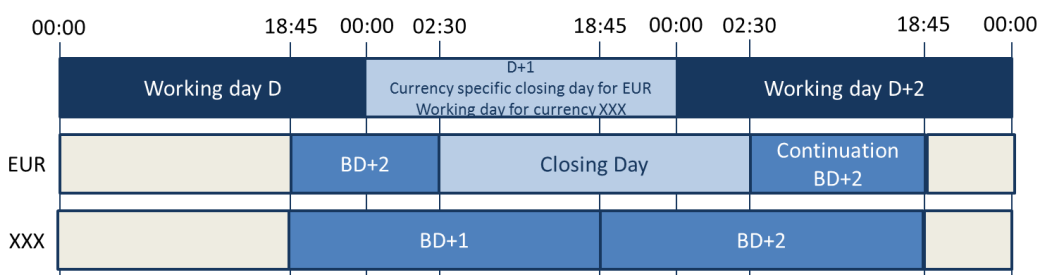 00:00 18:45 00:00 02:30 18:45 00:00 02:30 18:45 00:00
Working day D
D+1
Currency specific closing day for EUR
Working day for currency XXX
Working day D+2
EUR
BD+2
Closing Day
Continuation
BD+2
XXX
BD+1
BD+2